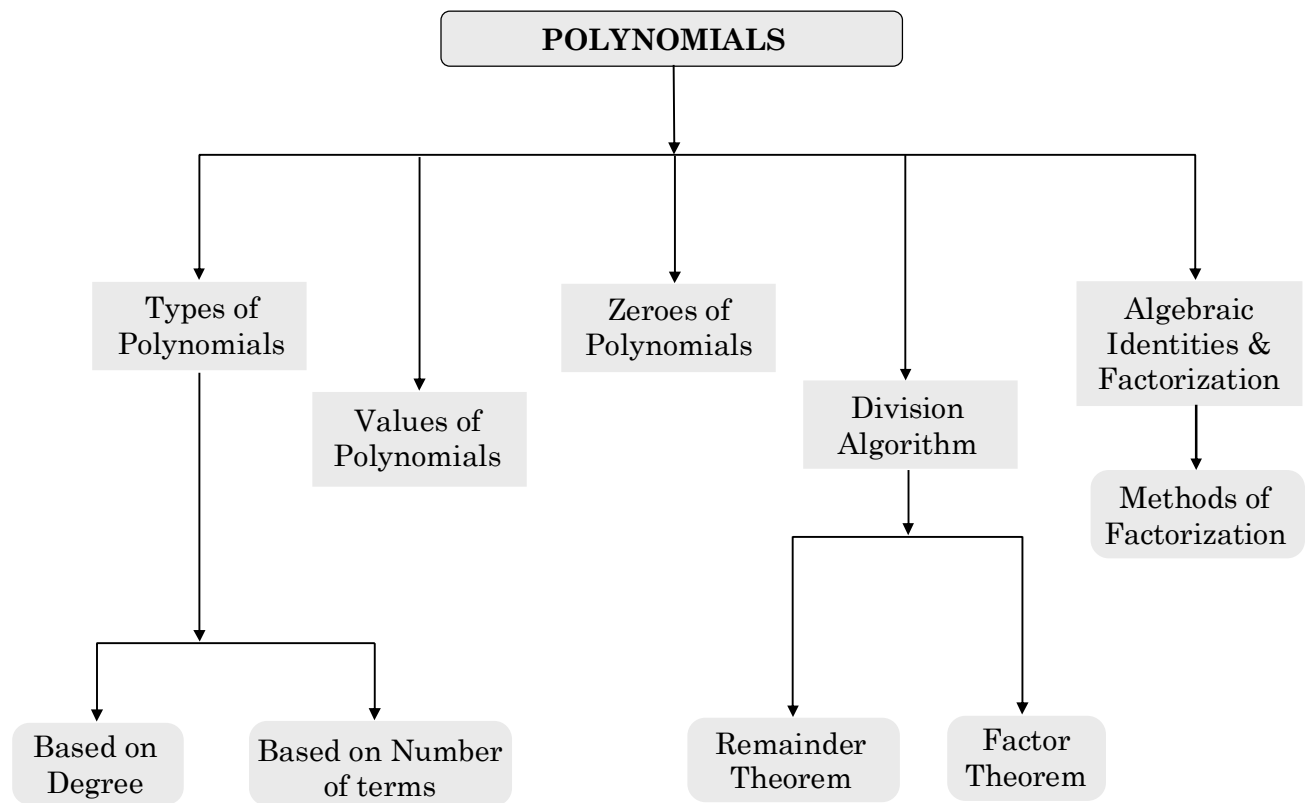 POLYNOMIALS
Types of
Polynomials
Values of
Polynomials
Zeroes of
Polynomials
Division
Algorithm
Algebraic
Identities &
Factorization
Methods of
Factorization
Based on
Degree
Based on Number
of terms
Remainder
Theorem
Factor
Theorem